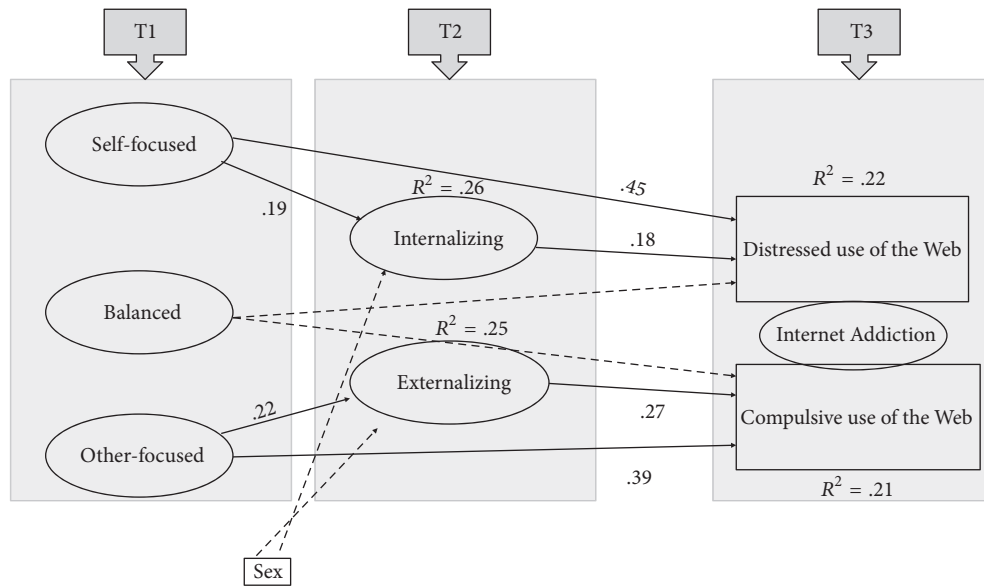 T1
T2
T3
Self-focused
.19
Balanced
Other-focused
.22
R² = .26
Internalizing
R² = .25
Externalizing
Sex
.45
.18
.27
.39
R² = .22
Distressed use of the Web
Internet Addiction
Compulsive use of the Web
R² = .21